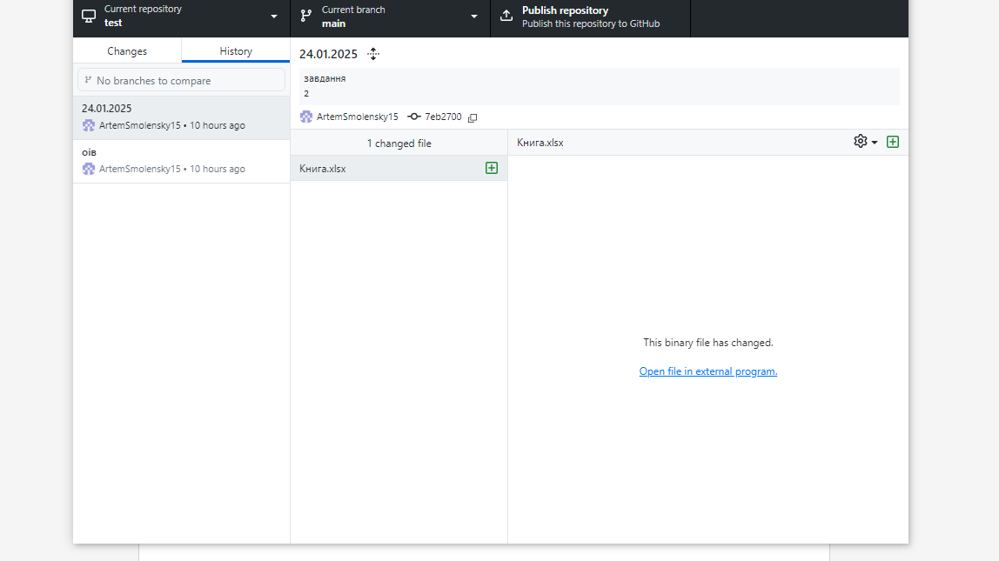 Current repository
test
Current branch
main
Publish repository
Publish this repository to GitHub
Changes
History
No branches to compare
24.01.2025
ArtemSmolensky15 • 10 hours ago
оів
ArtemSmolensky15 • 10 hours ago
24.01.2025
завдання
2
ArtemSmolensky15 7eb2700
1 changed file
Книга.xlsx
Книга.xlsx
This binary file has changed.
Open file in external program.